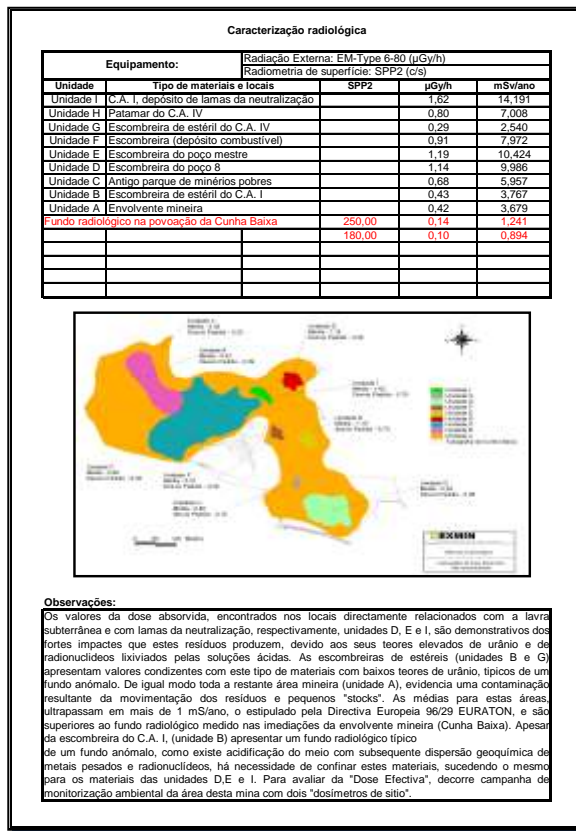 Caracterização radiológica
Equipamento:
Radiação Externa: EM-Type 6-80 (µGy/h)
Radiometria de superfície: SPP2 (c/s)
Unidade Tipo de materiais e locais SPP2 µGy/h mSv/ano
Unidade I C.A. I, depósito de lamas da neutralização 1,62 14,191
Unidade H Patamar do C.A. IV 0,80 7,008
Unidade G Escombreira de estéril do C.A. IV 0,29 2,540
Unidade F Escombreira (depósito combustível) 0,91 7,972
Unidade E Escombreira do poço mestre 1,19 10,424
Unidade D Escombreira do poço 8 1,14 9,986
Unidade C Antigo parque de minérios pobres 0,68 5,957
Unidade B Escombreira de estéril do C.A. I 0,43 3,767
Unidade A Envolvente mineira 0,42 3,679
Fundo radiológico na povoação da Cunha Baixa 250,00 0,14 1,241
180,00 0,10 0,894
EXMIN
Observações:
Os valores da dose absorvida, encontrados nos locais directamente relacionados com a lavra
subterrânea e com lamas da neutralização, respectivamente, unidades D, E e I, são demonstrativos dos
fortes impactes que estes resíduos produzem, devido aos seus teores elevados de urânio e de
radionuclideos lixiviados pelas soluções ácidas. As escombreiras de estéreis (unidades B e G)
apresentam valores condizentes com este tipo de materiais com baixos teores de urânio, típicos de um
fundo anómalo. De igual modo toda a restante área mineira (unidade A), evidencia uma contaminação
resultante da movimentação dos resíduos e pequenos "stocks". As médias para estas áreas,
ultrapassam em mais de 1 mS/ano, o estipulado pela Directiva Europeia 96/29 EURATON, e são
superiores ao fundo radiológico medido nas imediações da envolvente mineira (Cunha Baixa). Apesar
da escombreira do C.A. I, (unidade B) apresentar um fundo radiológico típico
de um fundo anómalo, como existe acidificação do meio com subsequente dispersão geoquímica de
metais pesados e radionuclídeos, há necessidade de confinar estes materiais, sucedendo o mesmo
para os materiais das unidades D,E e I. Para avaliar da "Dose Efectiva", decorre campanha de
monitorização ambiental da área desta mina com dois "dosímetros de sitio".